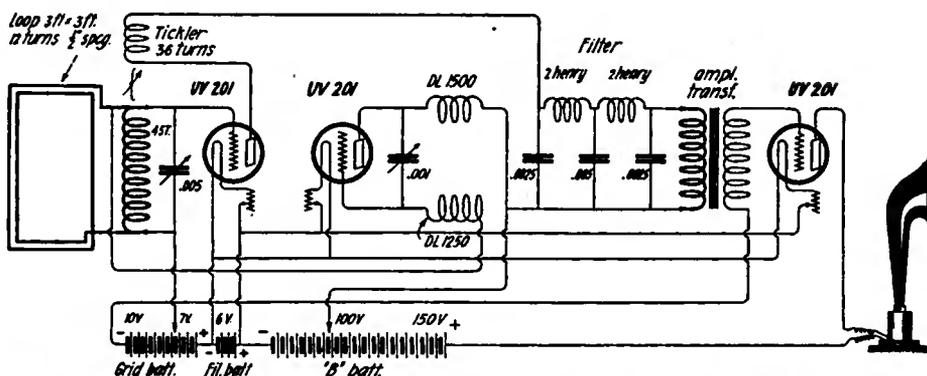 Loop 3ft = 3ft.
12 turns ½" spcg.
Tickler
36 turns
UV 201
UV 201
DL 1500
Filter
2 henry 2 henry
ampl.
transf.
UV 201
45T.
.005
.001
.0025
.005
.0025
DL 1250
10V
7½
6 V.
100V
150V
- + - + - +
Grid batt. Fil. batt "B" batt.